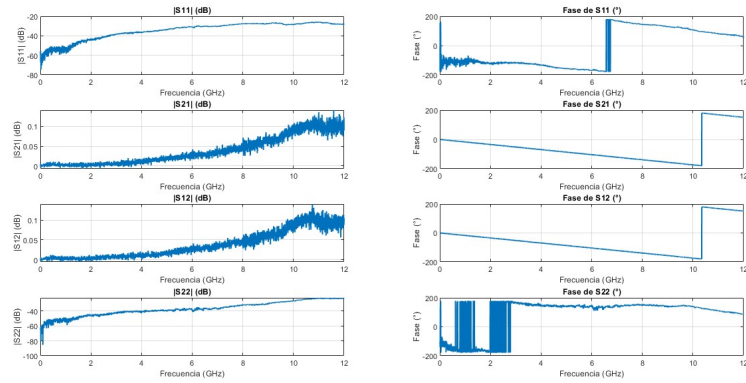 |S11| (dB)
-20
-40
-60
-80
|S11| (dB)
0 2 4 6 8 10 12
Frecuencia (GHz)
Fase de S11 (°)
200
0
-200
Fase (°)
0 2 4 6 8 10 12
Frecuencia (GHz)
|S21| (dB)
0.1
0.05
0
|S21| (dB)
0 2 4 6 8 10 12
Frecuencia (GHz)
Fase de S21 (°)
200
0
-200
Fase (°)
0 2 4 6 8 10 12
Frecuencia (GHz)
|S12| (dB)
0.1
0.05
0
|S12| (dB)
0 2 4 6 8 10 12
Frecuencia (GHz)
Fase de S12 (°)
200
0
-200
Fase (°)
0 2 4 6 8 10 12
Frecuencia (GHz)
|S22| (dB)
-40
-60
-80
-100
|S22| (dB)
0 2 4 6 8 10 12
Frecuencia (GHz)
Fase de S22 (°)
200
0
-200
Fase (°)
0 2 4 6 8 10 12
Frecuencia (GHz)